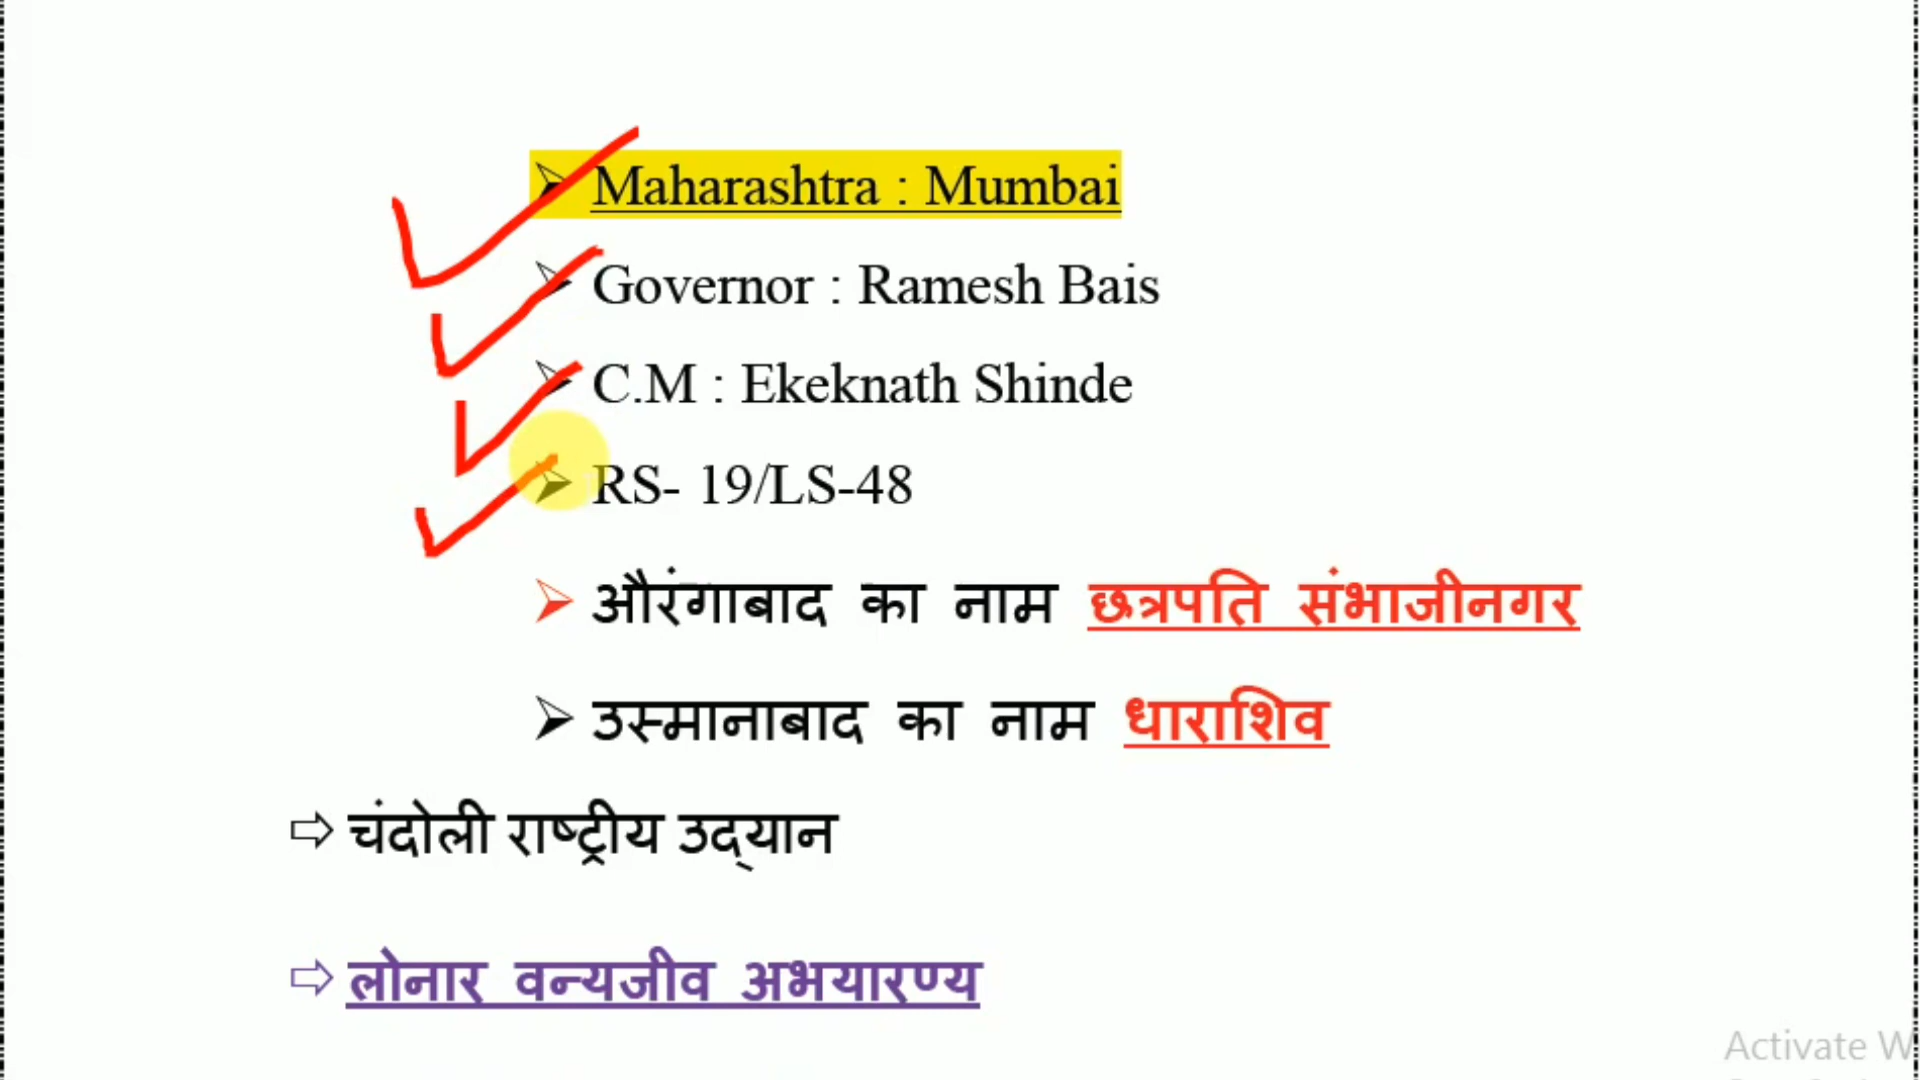 Maharashtra : Mumbai
Governor : Ramesh Bais
C.M : Ekeknath Shinde
RS- 19/LS-48
औरंगाबाद का नाम छत्रपति संभाजीनगर
उस्मानाबाद का नाम धाराशिव
चंदोली राष्ट्रीय उद्‌यान
लोनार वन्यजीव अभयारण्य
Activate W